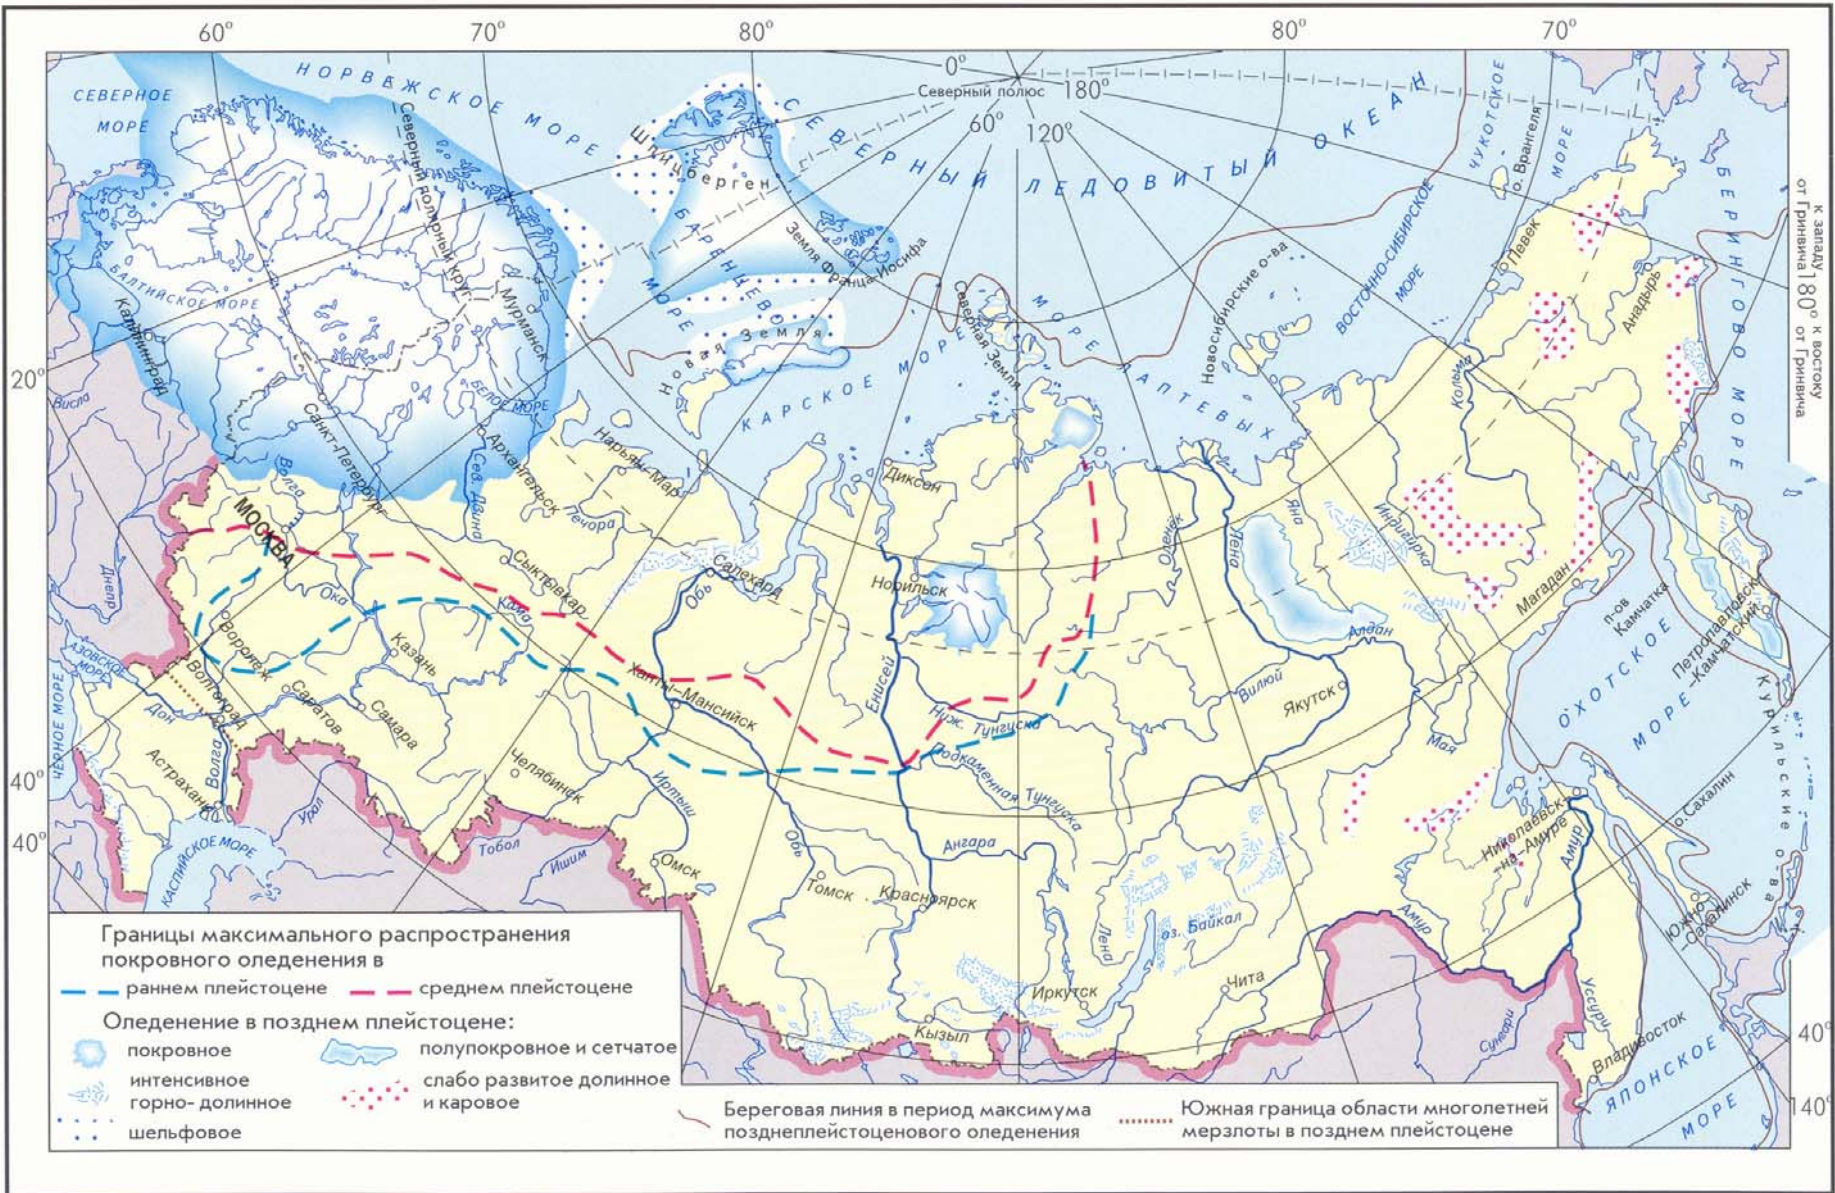 60°
70°
80°
80°
70°
0°
Северный полюс
180°
60°
120°
СЕВЕРНОЕ
МОРЕ
НОРВЕЖСКОЕ МОРЕ
Северный полярный круг
Шпицберген
СЕВЕРНЫЙ ЛЕДОВИТЫЙ ОКЕАН
БАРЕНЦЕВО
МОРЕ
Земля Франца-Иосифа
Новая Земля
КАРСКОЕ МОРЕ
Северная Земля
МОРЕ ЛАПТЕВЫХ
Новосибирские о-ва
ВОСТОЧНО-СИБИРСКОЕ
МОРЕ
ЧУКОТСКОЕ
МОРЕ
о. Врангеля
Певек
Анадырь
БЕРИНГОВО МОРЕ
к западу
от Гринвича
180°
к востоку
от Гринвича
БАЛТИЙСКОЕ МОРЕ
Калининград
Мурманск
БЕЛОЕ МОРЕ
20°
Висла
Санкт-Петербург
Архангельск
Сев. Двина
Нарьян-Мар
Печора
Волга
МОСКВА
Днепр
Ока
Сыктывкар
Кама
Салехард
Обь
Диксон
Норильск
Енисей
Оленёк
Лена
Яна
Индигирка
Колыма
Магадан
п-ов
Камчатка
Петропавловск
-Камчатский
Алдан
Вилюй
Якутск
Мая
ОХОТСКОЕ
МОРЕ
Курильские о-ва
АЗОВСКОЕ
МОРЕ
ЧЕРНОЕ МОРЕ
Воронеж
Казань
Волгоград
Саратов
Самара
Дон
Астрахань
Волга
Ханты-Мансийск
Ниж. Тунгуска
Подкаменная Тунгуска
Челябинск
Иртыш
40°
40°
КАСПИЙСКОЕ МОРЕ
Урал
Тобол
Ишим
Омск
Обь
Томск
Красноярск
Ангара
Лена
оз. Байкал
Иркутск
Чита
Кызыл
Николаевск-
-на-Амуре
Амур
Амур
о. Сахалин
Южно-
-Сахалинск
Сунгари
Уссури
Владивосток
ЯПОНСКОЕ
МОРЕ
40°
140°
Границы максимального распространения
покровного оледенения в
раннем плейстоцене
среднем плейстоцене
Оледенение в позднем плейстоцене:
покровное
полупокровное и сетчатое
интенсивное
горно- долинное
слабо развитое долинное
и каровое
шельфовое
Береговая линия в период максимума
позднеплейстоценового оледенения
Южная граница области многолетней
мерзлоты в позднем плейстоцене